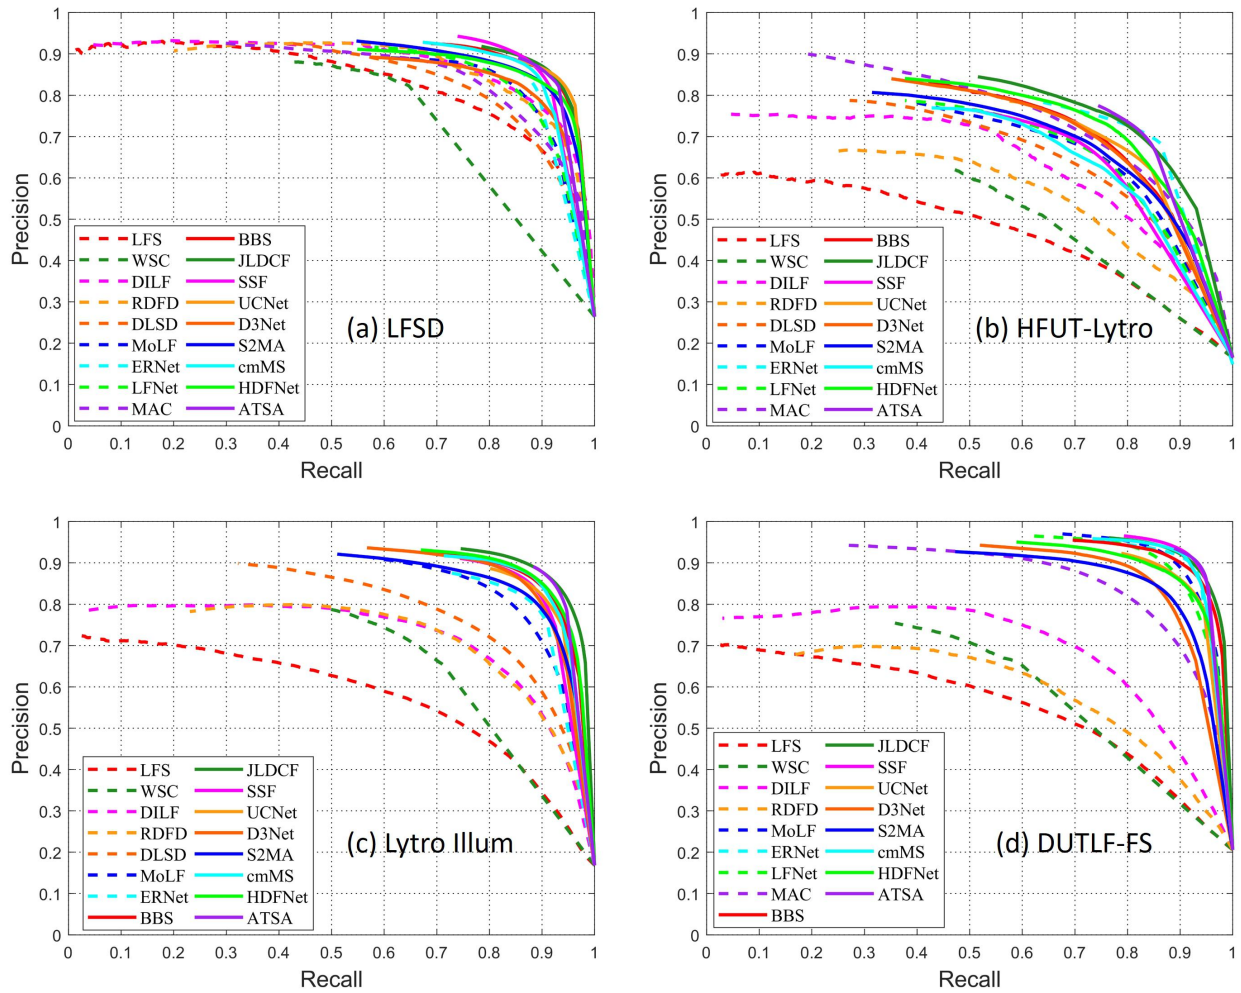 1
0.9
0.8
0.7
0.6
0.5
0.4
0.3
0.2
0.1
0
Precision
LFS BBS
WSC JLDCF
DILF SSF
RDFD UCNet
DLSD D3Net
MoLF S2MA
ERNet cmMS
LFNet HDFNet
MAC ATSA
(a) LFSD
0 0.1 0.2 0.3 0.4 0.5 0.6 0.7 0.8 0.9 1
Recall
1
0.9
0.8
0.7
0.6
0.5
0.4
0.3
0.2
0.1
0
Precision
LFS BBS
WSC JLDCF
DILF SSF
RDFD UCNet
DLSD D3Net
MoLF S2MA
ERNet cmMS
LFNet HDFNet
MAC ATSA
(b) HFUT-Lytro
0 0.1 0.2 0.3 0.4 0.5 0.6 0.7 0.8 0.9 1
Recall
1
0.9
0.8
0.7
0.6
0.5
0.4
0.3
0.2
0.1
0
Precision
LFS JLDCF
WSC SSF
DILF UCNet
RDFD D3Net
DLSD S2MA
MoLF cmMS
ERNet HDFNet
BBS ATSA
(c) Lytro Illum
0 0.1 0.2 0.3 0.4 0.5 0.6 0.7 0.8 0.9 1
Recall
1
0.9
0.8
0.7
0.6
0.5
0.4
0.3
0.2
0.1
0
Precision
LFS JLDCF
WSC SSF
DILF UCNet
RDFD D3Net
MoLF S2MA
ERNet cmMS
LFNet HDFNet
MAC ATSA
BBS
(d) DUTLF-FS
0 0.1 0.2 0.3 0.4 0.5 0.6 0.7 0.8 0.9 1
Recall